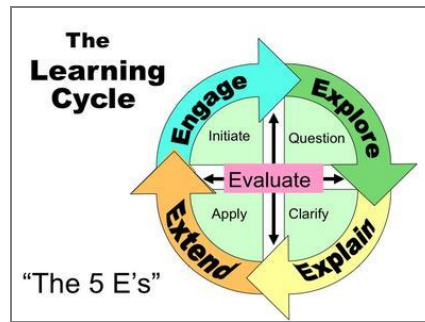 The
Learning
Cycle
Engage
Explore
Initiate
Question
Evaluate
Apply
Clarify
Extend
Explain
“The 5 E’s”